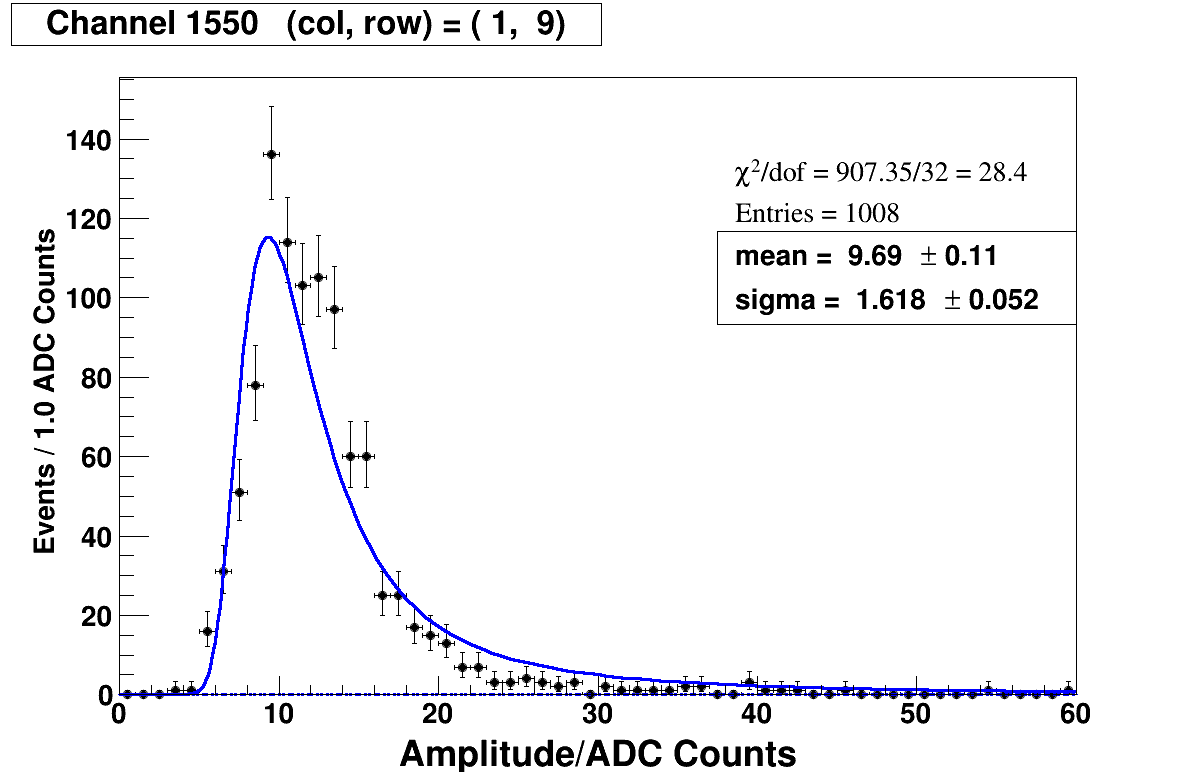 Channel 1550 (col, row) = ( 1, 9)
χ²/dof = 907.35/32 = 28.4
Entries = 1008
mean = 9.69 ± 0.11
sigma = 1.618 ± 0.052
Events / 1.0 ADC Counts
140
120
100
80
60
40
20
0
0 10 20 30 40 50 60
Amplitude/ADC Counts